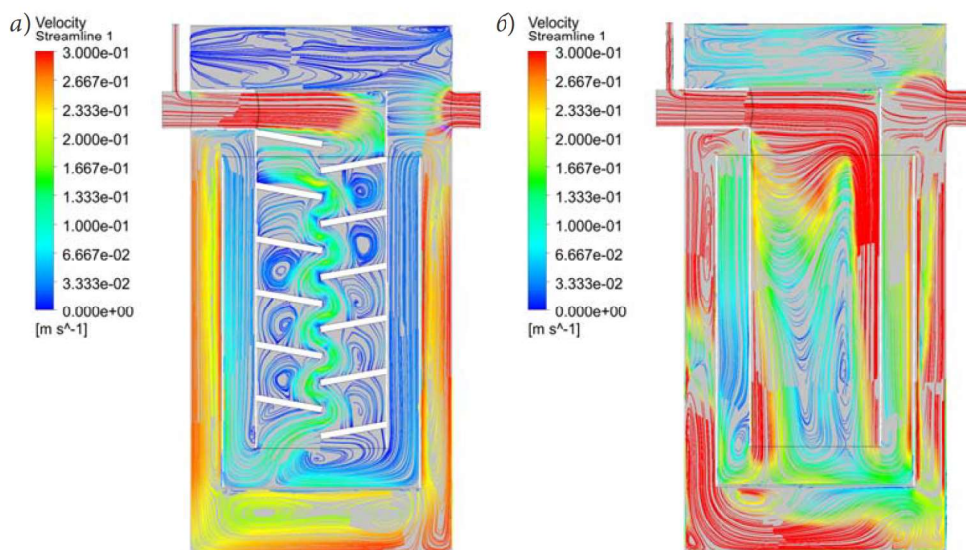 а)
Velocity
Streamline 1
3.000e-01
2.667e-01
2.333e-01
2.000e-01
1.667e-01
1.333e-01
1.000e-01
6.667e-02
3.333e-02
0.000e+00
[m s^-1]
б)
Velocity
Streamline 1
3.000e-01
2.667e-01
2.333e-01
2.000e-01
1.667e-01
1.333e-01
1.000e-01
6.667e-02
3.333e-02
0.000e+00
[m s^-1]